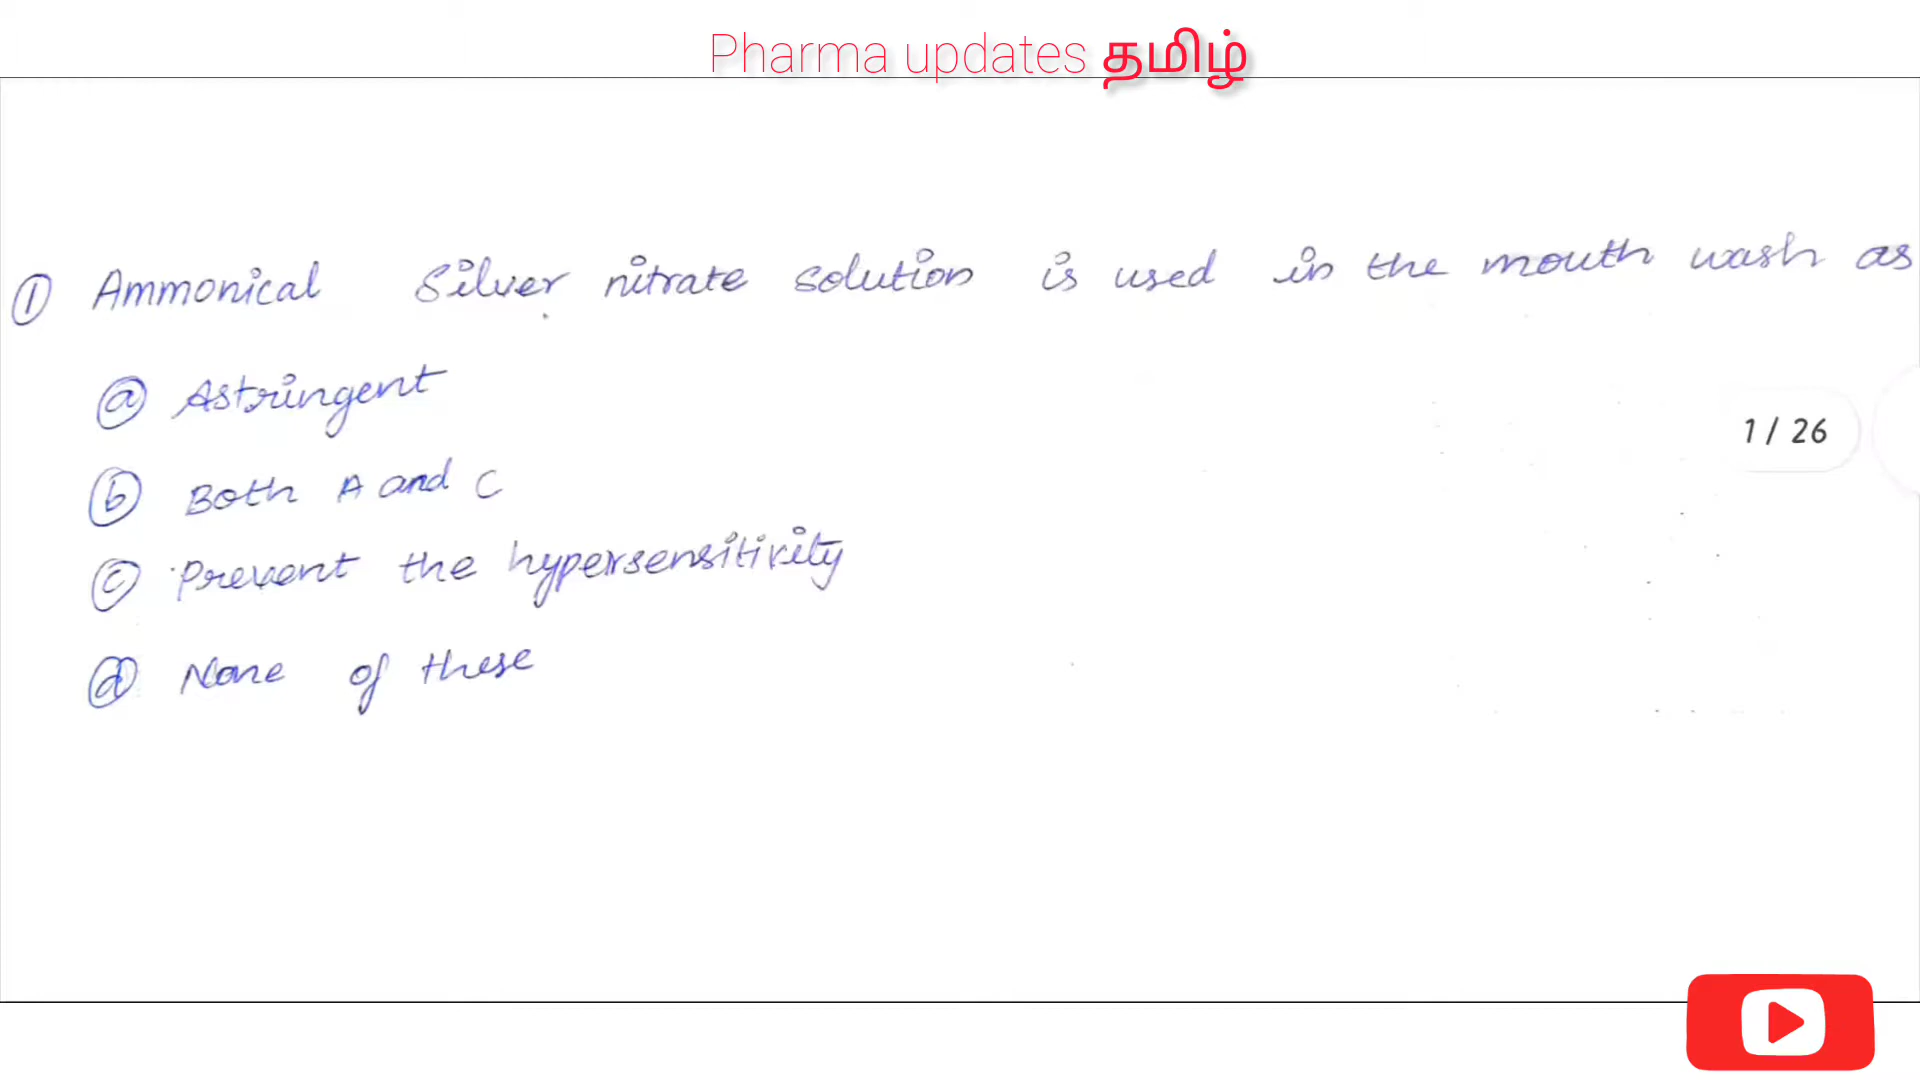 Pharma updates தமிழ்
① Ammonical Silver nitrate solution is used in the mouth wash as
ⓐ Astringent
1 / 26
ⓑ Both A and C
ⓒ Prevent the hypersensitivity
ⓓ None of these